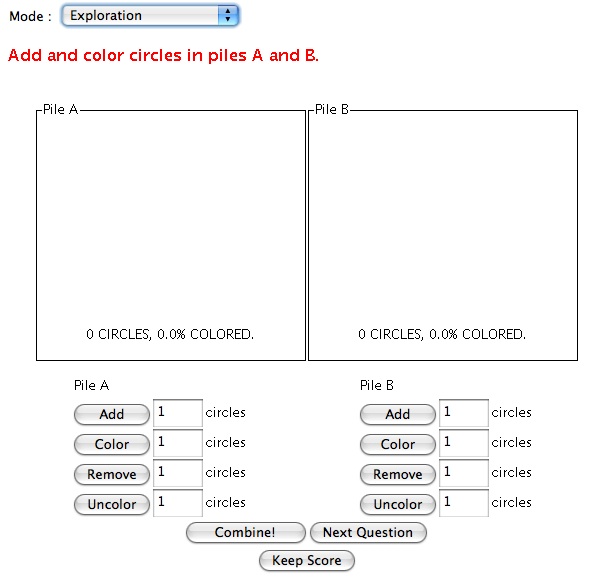 Mode : Exploration
Add and color circles in piles A and B.
Pile A Pile B
0 CIRCLES, 0.0% COLORED. 0 CIRCLES, 0.0% COLORED.
Pile A Pile B
Add 1 circles Add 1 circles
Color 1 circles Color 1 circles
Remove 1 circles Remove 1 circles
Uncolor 1 circles Uncolor 1 circles
Combine! Next Question
Keep Score